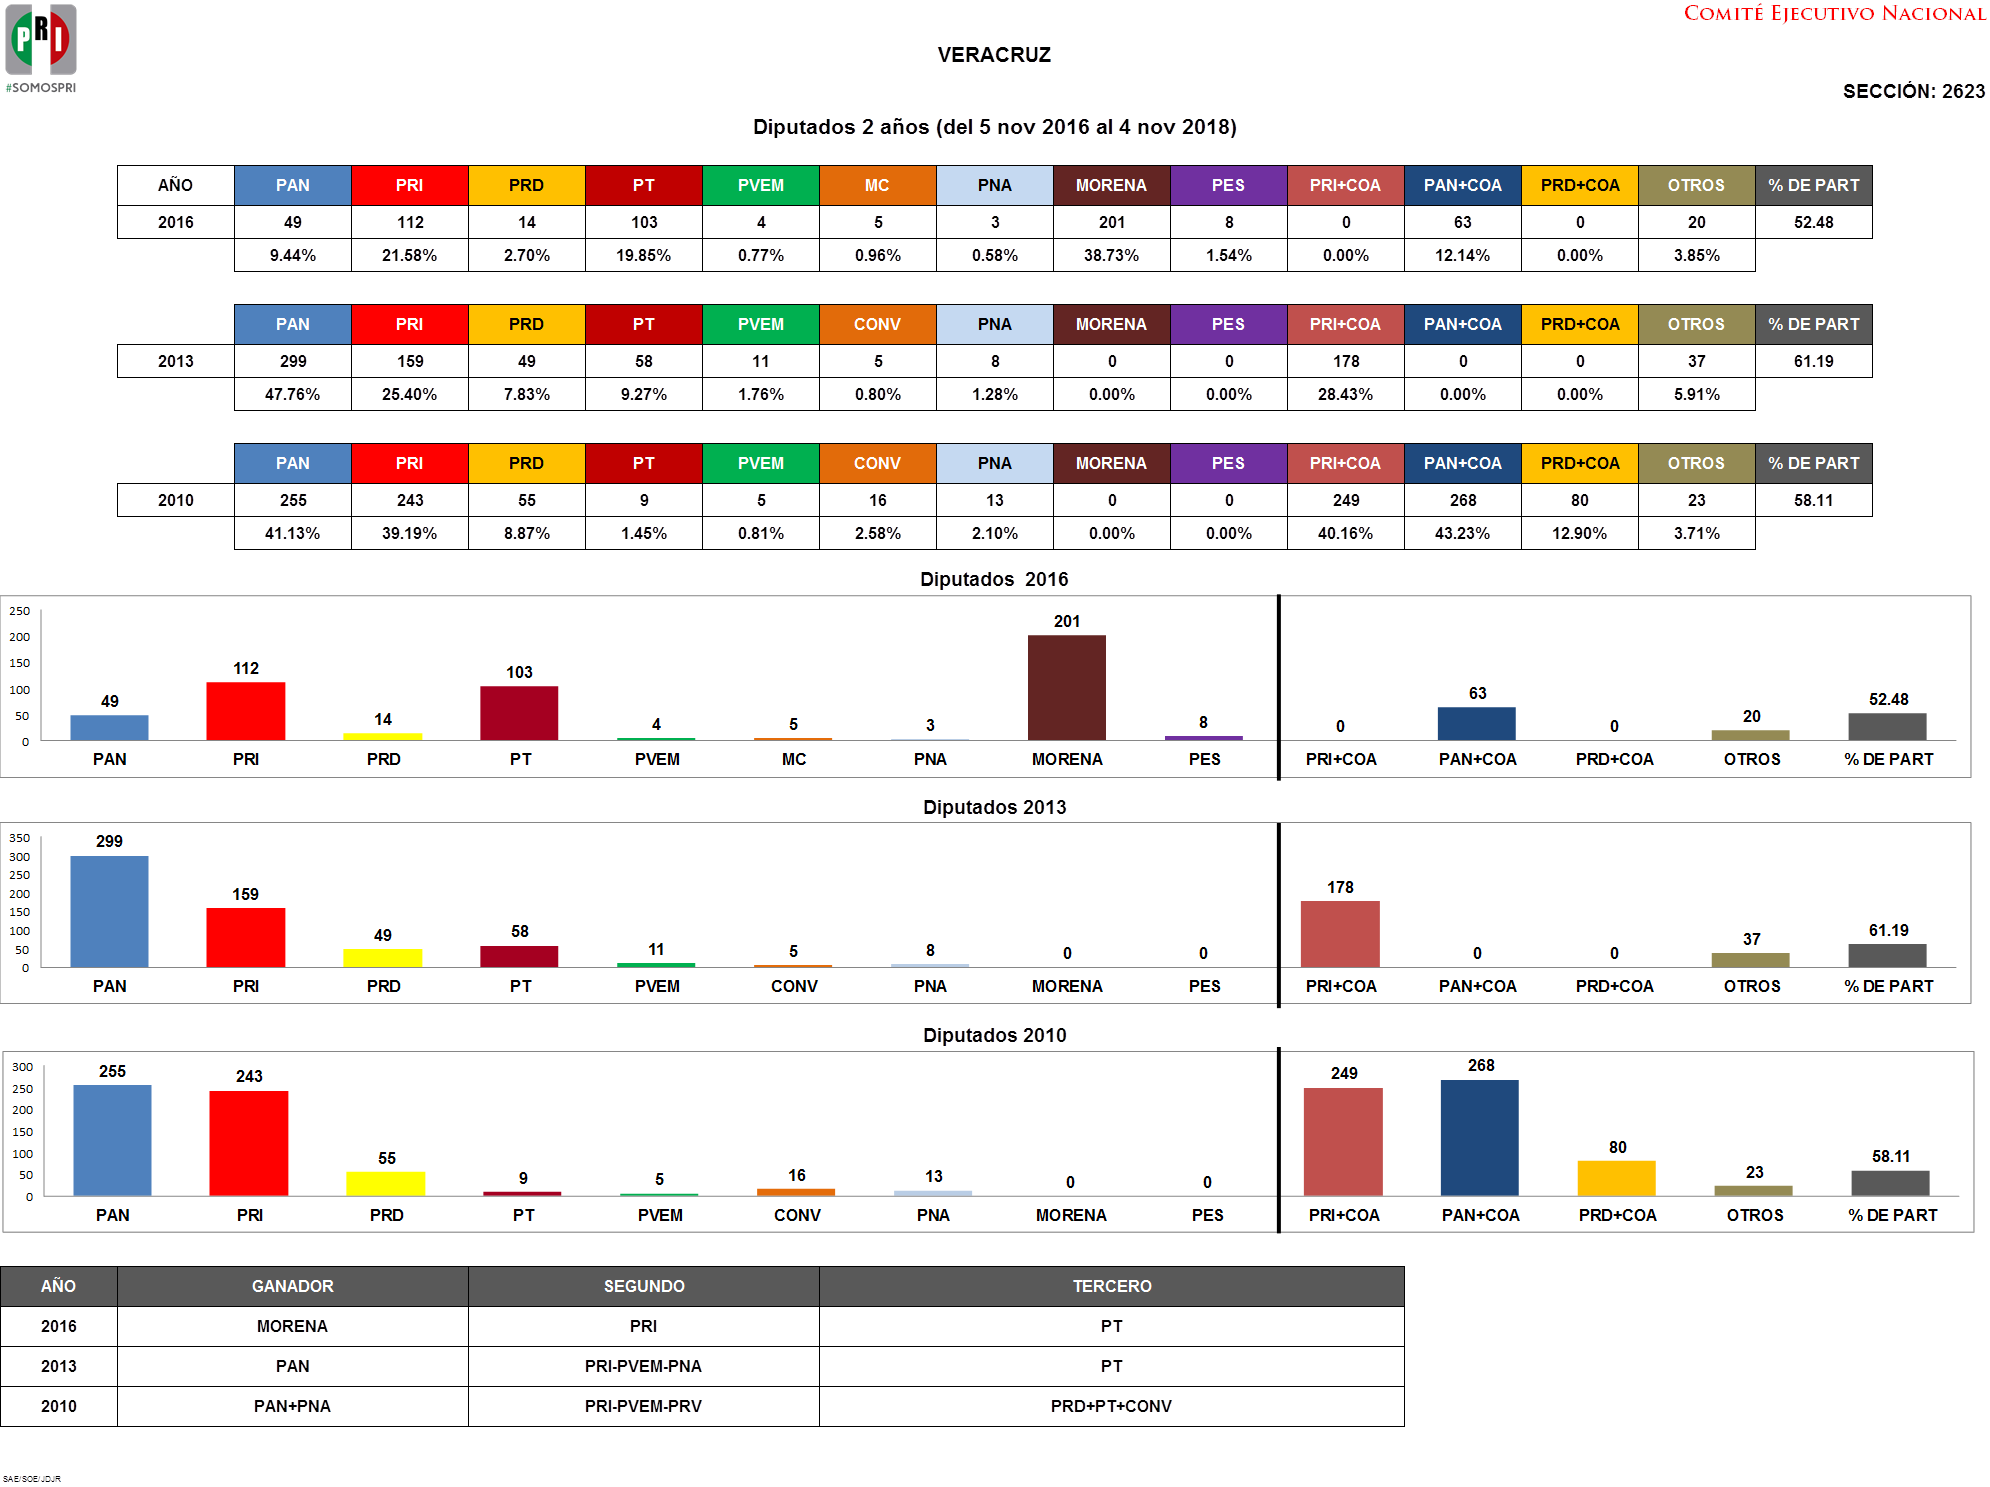 COMITÉ EJECUTIVO NACIONAL
PRI
#SOMOSPRI
VERACRUZ
SECCIÓN: 2623
Diputados 2 años (del 5 nov 2016 al 4 nov 2018)
AÑO PAN PRI PRD PT PVEM MC PNA MORENA PES PRI+COA PAN+COA PRD+COA OTROS % DE PART
2016 49 112 14 103 4 5 3 201 8 0 63 0 20 52.48
9.44% 21.58% 2.70% 19.85% 0.77% 0.96% 0.58% 38.73% 1.54% 0.00% 12.14% 0.00% 3.85%
PAN PRI PRD PT PVEM CONV PNA MORENA PES PRI+COA PAN+COA PRD+COA OTROS % DE PART
2013 299 159 49 58 11 5 8 0 0 178 0 0 37 61.19
47.76% 25.40% 7.83% 9.27% 1.76% 0.80% 1.28% 0.00% 0.00% 28.43% 0.00% 0.00% 5.91%
PAN PRI PRD PT PVEM CONV PNA MORENA PES PRI+COA PAN+COA PRD+COA OTROS % DE PART
2010 255 243 55 9 5 16 13 0 0 249 268 80 23 58.11
41.13% 39.19% 8.87% 1.45% 0.81% 2.58% 2.10% 0.00% 0.00% 40.16% 43.23% 12.90% 3.71%
Diputados 2016
250
200
150
100
50
0
49 112 14 103 4 5 3 201 8 0 63 0 20 52.48
PAN PRI PRD PT PVEM MC PNA MORENA PES PRI+COA PAN+COA PRD+COA OTROS % DE PART
Diputados 2013
350
300
250
200
150
100
50
0
299 159 49 58 11 5 8 0 0 178 0 0 37 61.19
PAN PRI PRD PT PVEM CONV PNA MORENA PES PRI+COA PAN+COA PRD+COA OTROS % DE PART
Diputados 2010
300
250
200
150
100
50
0
255 243 55 9 5 16 13 0 0 249 268 80 23 58.11
PAN PRI PRD PT PVEM CONV PNA MORENA PES PRI+COA PAN+COA PRD+COA OTROS % DE PART
AÑO GANADOR SEGUNDO TERCERO
2016 MORENA PRI PT
2013 PAN PRI-PVEM-PNA PT
2010 PAN+PNA PRI-PVEM-PRV PRD+PT+CONV
SAE/SOE/JDJR